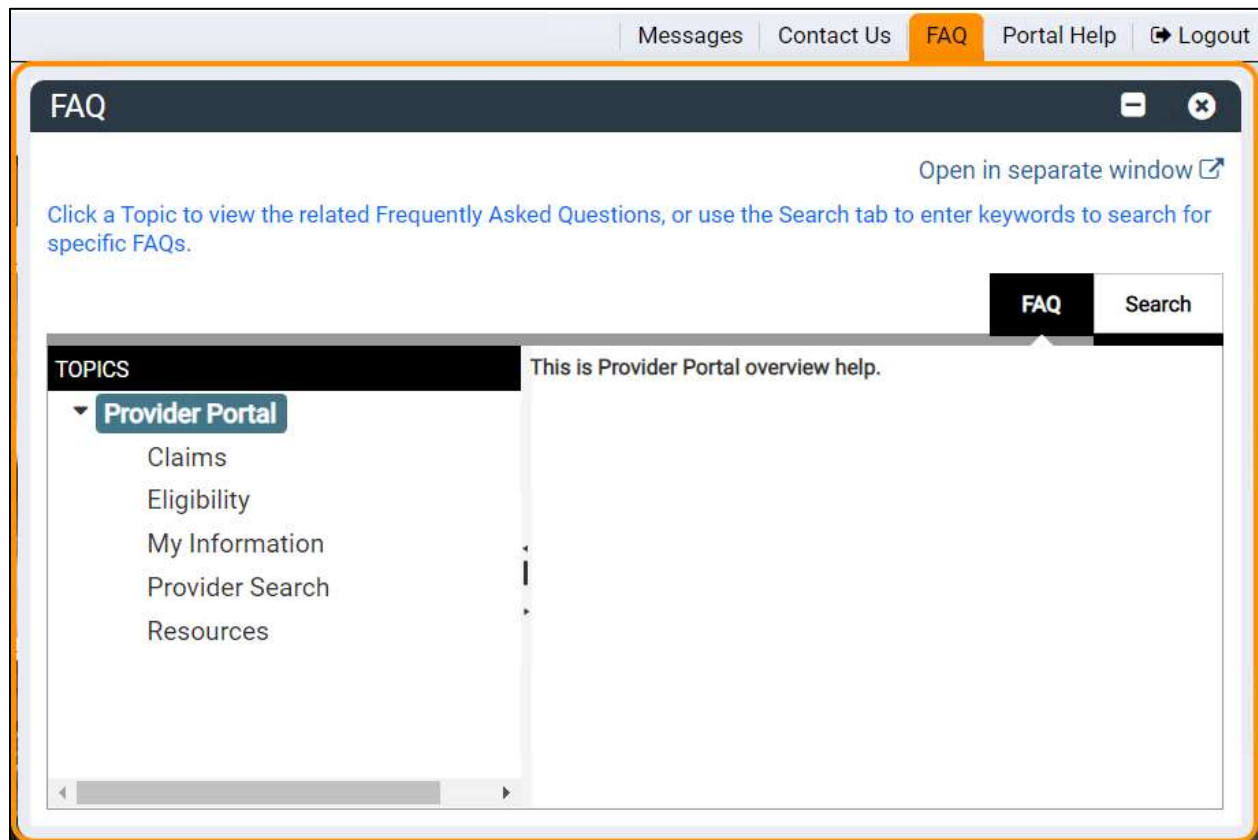 Messages Contact Us FAQ Portal Help Logout
FAQ
Open in separate window
Click a Topic to view the related Frequently Asked Questions, or use the Search tab to enter keywords to search for
specific FAQs.
FAQ Search
TOPICS
This is Provider Portal overview help.
Provider Portal
Claims
Eligibility
My Information
Provider Search
Resources